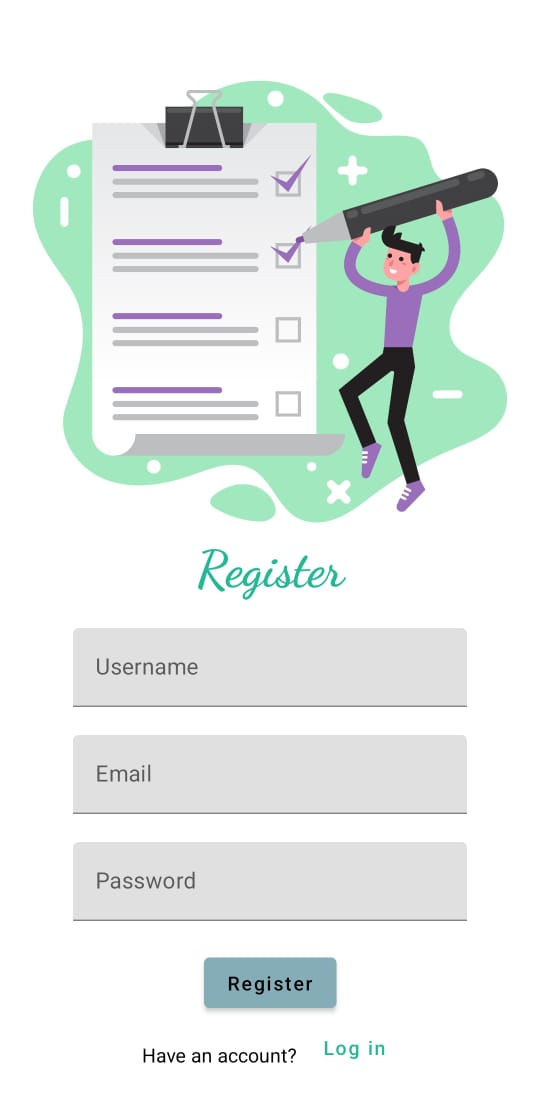 Register
Username
Email
Password
Register
Have an account? Log in